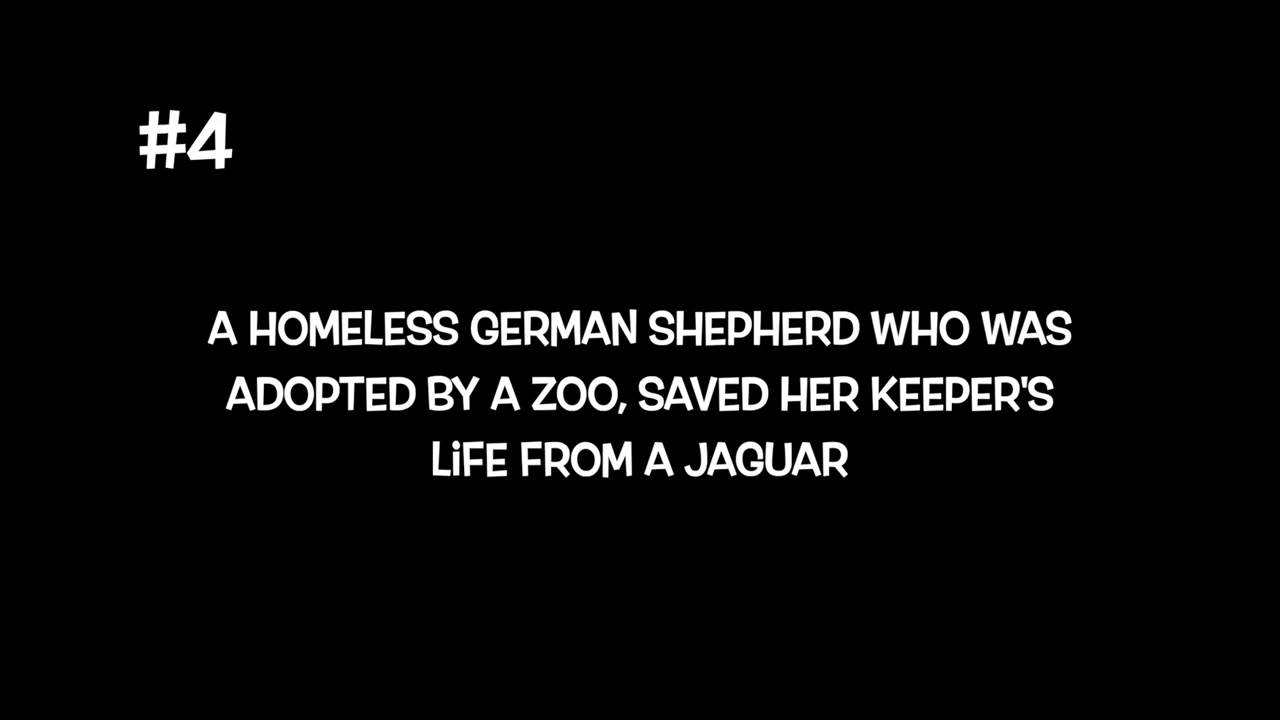 #4
A HOMELESS GERMAN SHEPHERD WHO WAS
ADOPTED BY A ZOO, SAVED HER KEEPER'S
LiFE FROM A JAGUAR